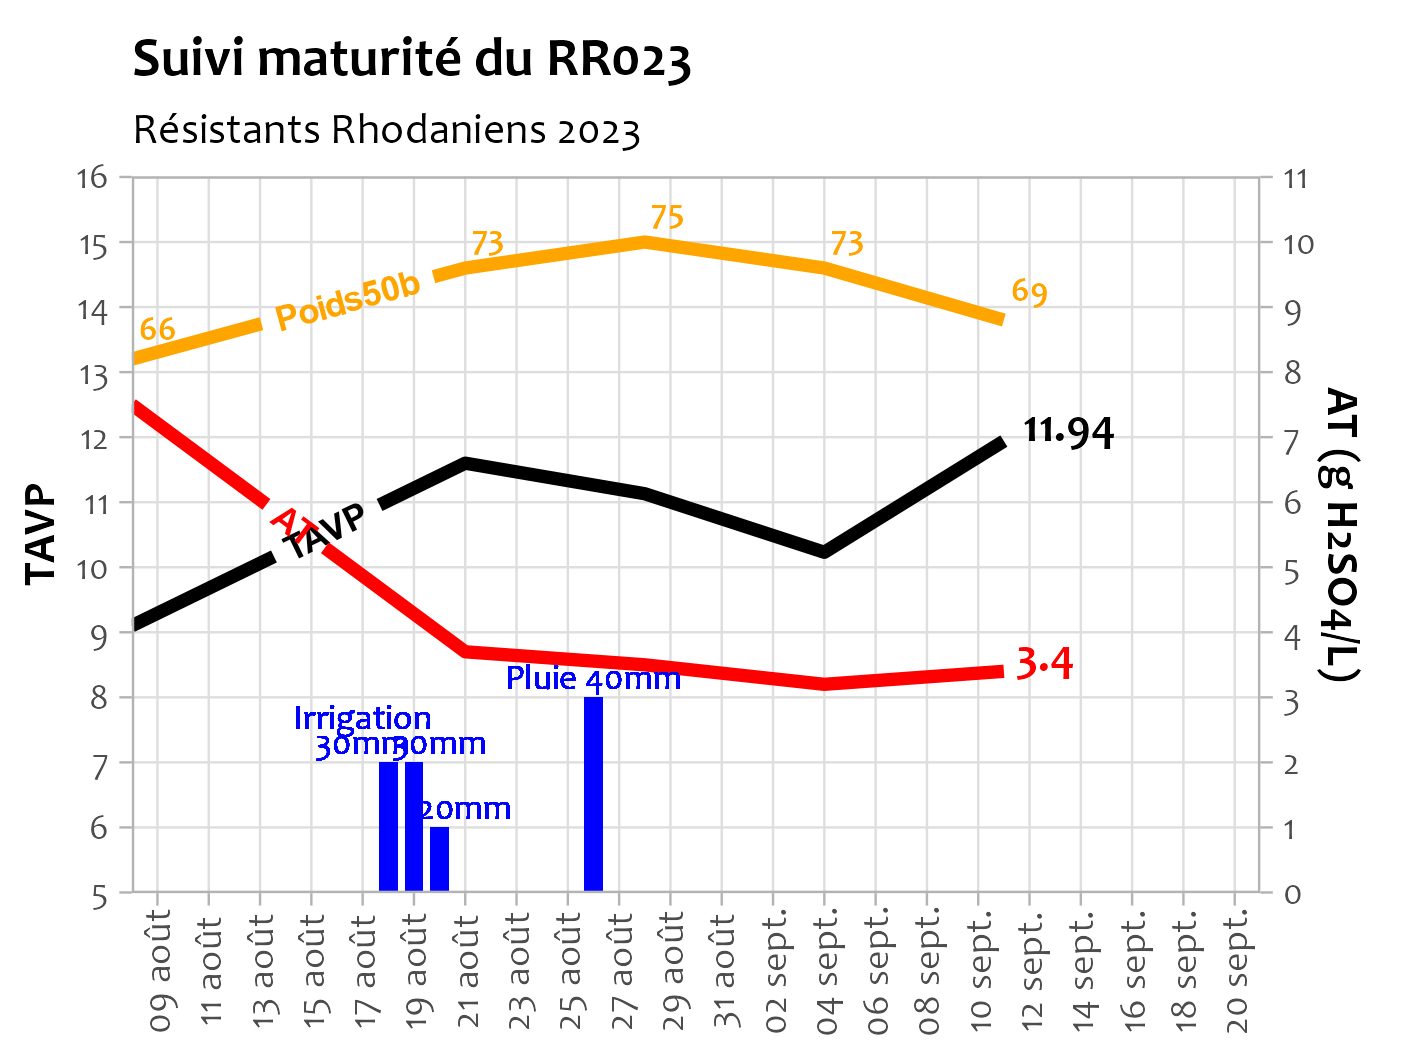 Suivi maturité du RR023
Résistants Rhodaniens 2023
16
15
14
13
12
11
10
9
8
7
6
5
TAVP
11
10
9
8
7
6
5
4
3
2
1
0
AT (g H2SO4/L)
66
Poids50b
73
75
73
69
AT
TAVP
11.94
3.4
Pluie 40mm
Irrigation
30mm
30mm
20mm
09 août
11 août
13 août
15 août
17 août
19 août
21 août
23 août
25 août
27 août
29 août
31 août
02 sept.
04 sept.
06 sept.
08 sept.
10 sept.
12 sept.
14 sept.
16 sept.
18 sept.
20 sept.